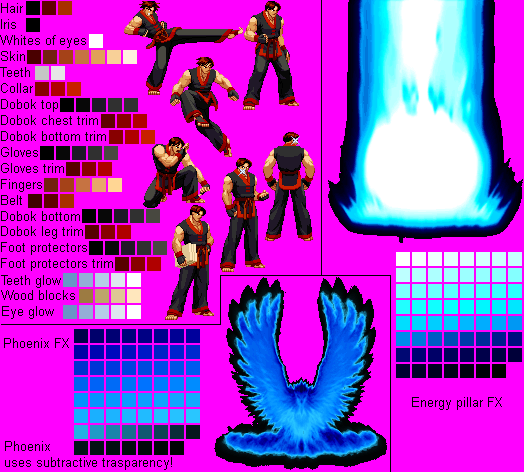 Hair
Iris
Whites of eyes
Skin
Teeth
Collar
Dobok top
Dobok chest trim
Dobok bottom trim
Gloves
Gloves trim
Fingers
Belt
Dobok bottom
Dobok leg trim
Foot protectors
Foot protectors trim
Teeth glow
Wood blocks
Eye glow
Phoenix FX
Phoenix
uses subtractive trasparency!
Energy pillar FX